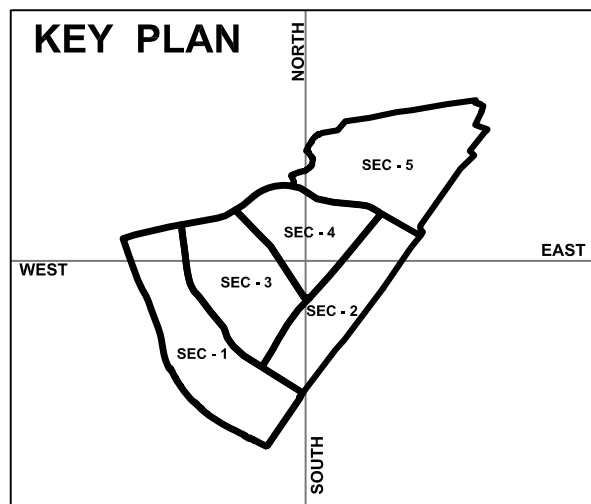 KEY PLAN
NORTH
SEC - 5
SEC - 4
EAST
WEST
SEC - 3
SEC - 2
SEC - 1
SOUTH